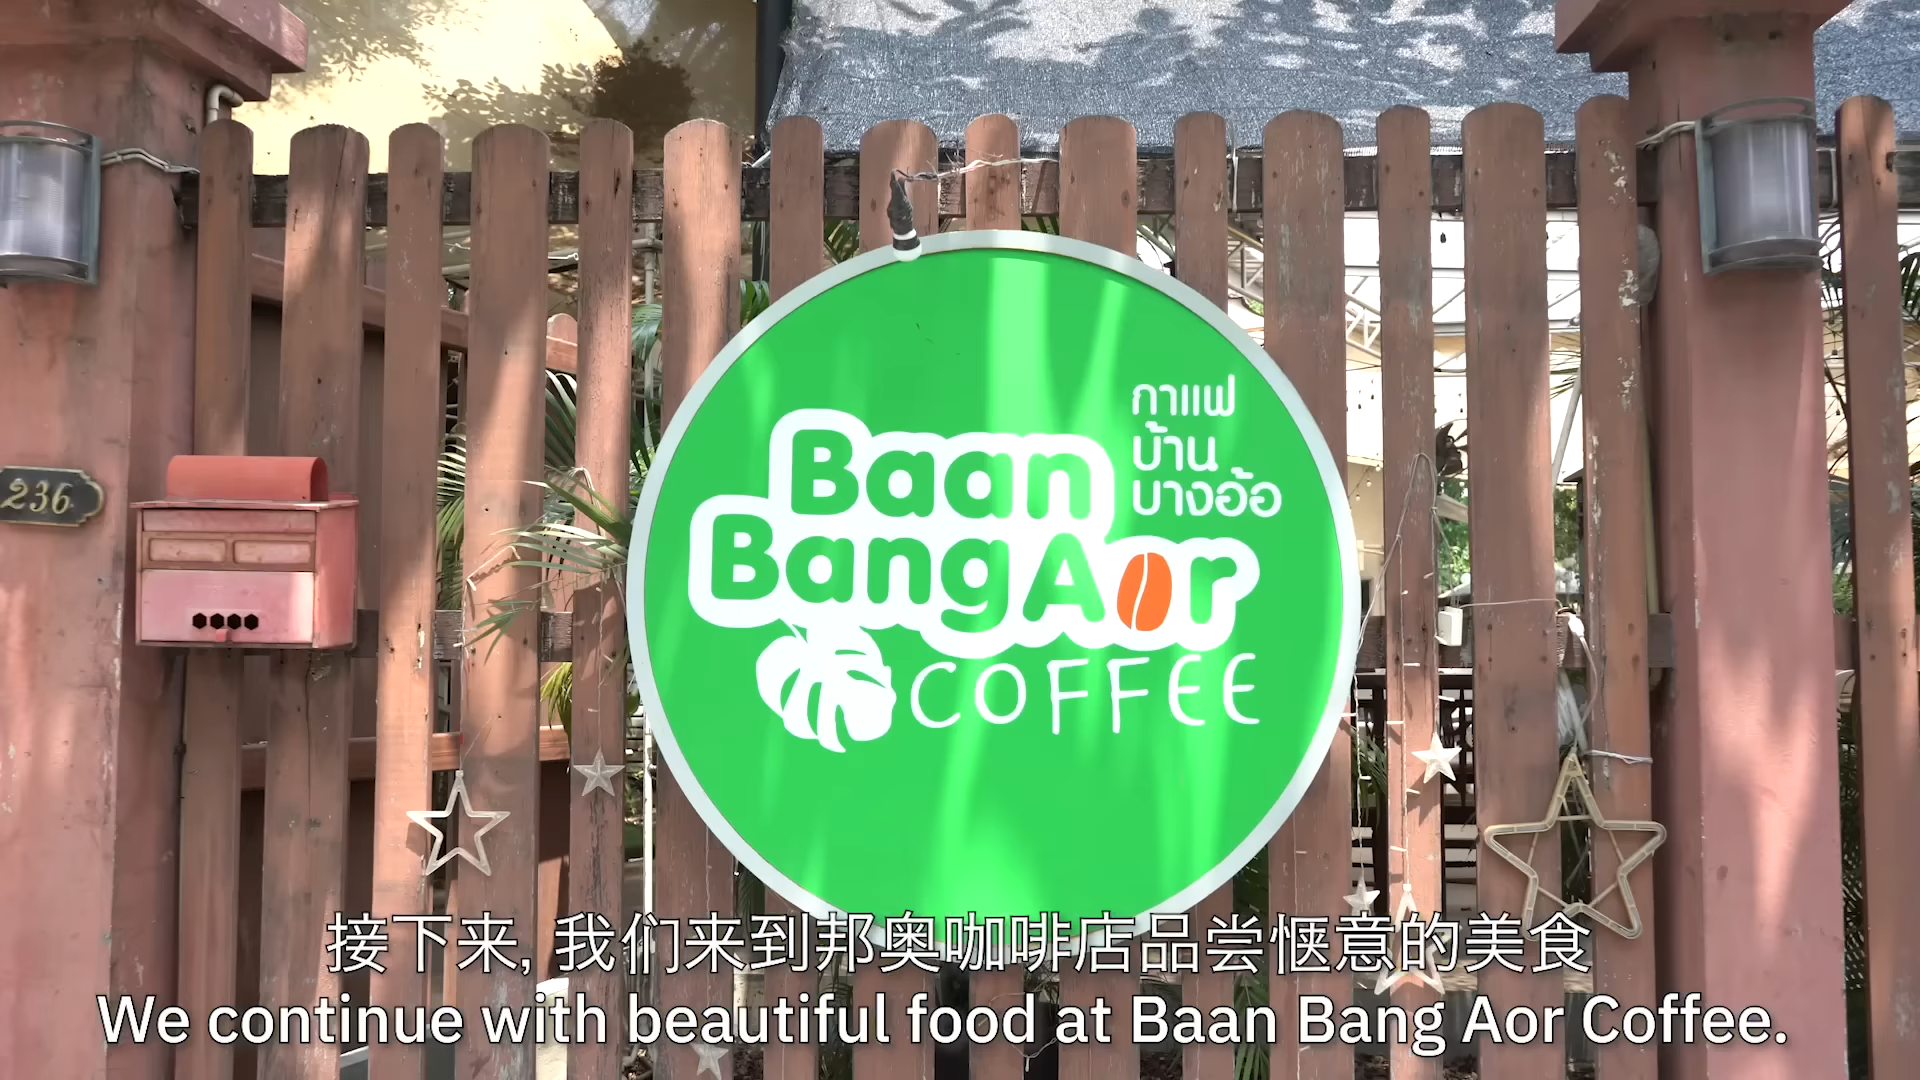 กาแฟ
บ้าน
บางอ้อ
Baan
BangAor
COFFEE
236
接下来, 我们来到邦奥咖啡店品尝惬意的美食
We continue with beautiful food at Baan Bang Aor Coffee.